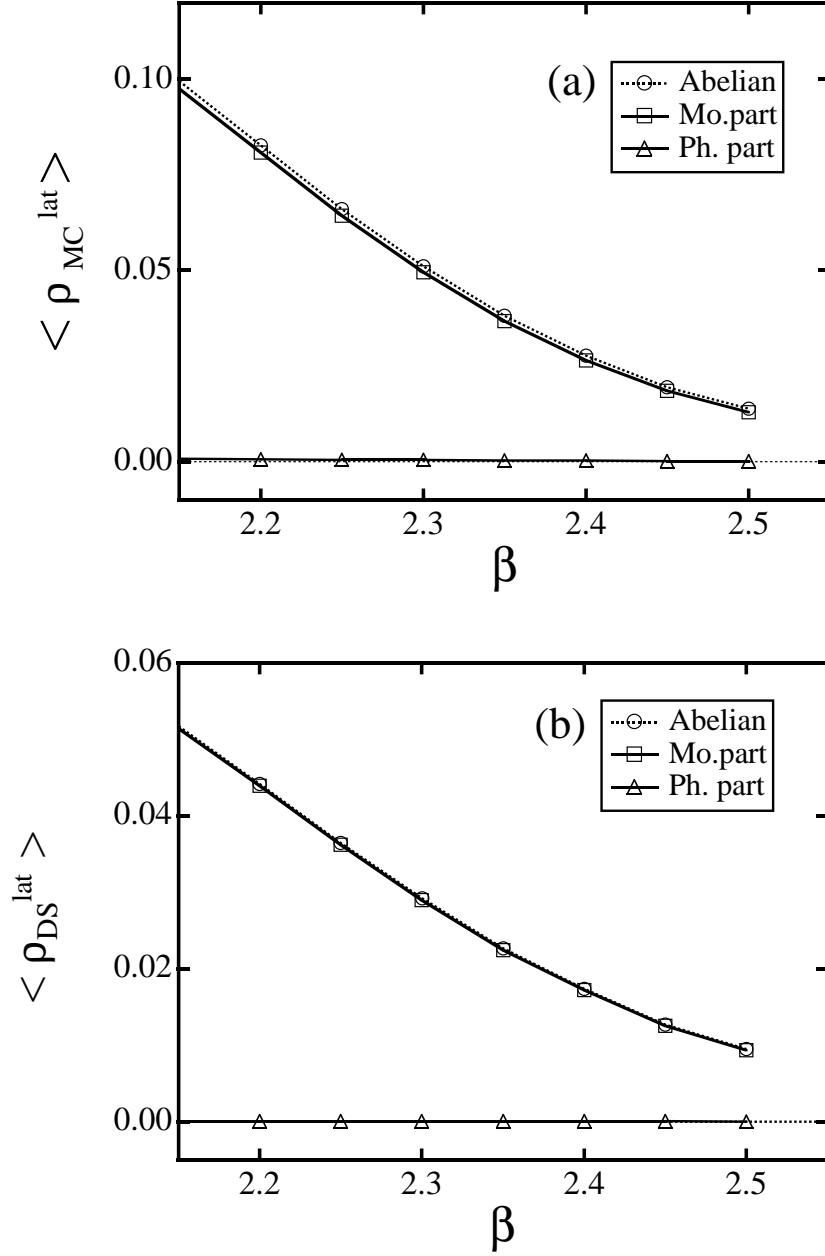 (a)
Abelian
Mo.part
Ph. part
0.10
0.05
0.00
< ρ MC lat >
2.2 2.3 2.4 2.5
β
(b)
Abelian
Mo.part
Ph. part
0.06
0.04
0.02
0.00
< ρ DS lat >
2.2 2.3 2.4 2.5
β